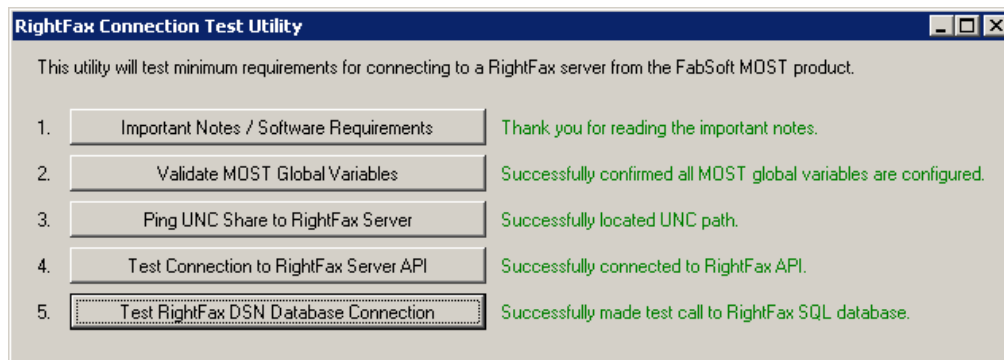 RightFax Connection Test Utility
This utility will test minimum requirements for connecting to a RightFax server from the FabSoft MOST product.
1. Important Notes / Software Requirements Thank you for reading the important notes.
2. Validate MOST Global Variables Successfully confirmed all MOST global variables are configured.
3. Ping UNC Share to RightFax Server Successfully located UNC path.
4. Test Connection to RightFax Server API Successfully connected to RightFax API.
5. Test RightFax DSN Database Connection Successfully made test call to RightFax SQL database.